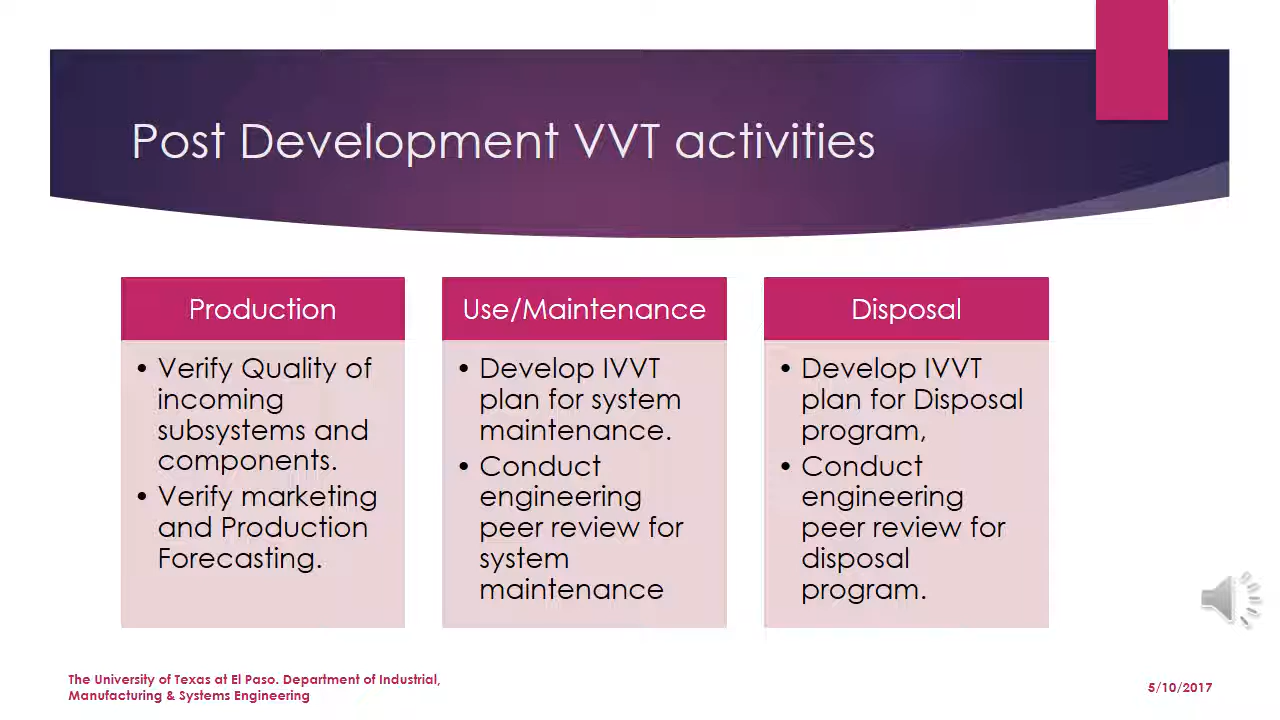 Post Development VVT activities
Production
• Verify Quality of
incoming
subsystems and
components.
• Verify marketing
and Production
Forecasting.
Use/Maintenance
• Develop IVVT
plan for system
maintenance.
• Conduct
engineering
peer review for
system
maintenance
Disposal
• Develop IVVT
plan for Disposal
program,
• Conduct
engineering
peer review for
disposal
program.
The University of Texas at El Paso. Department of Industrial,
Manufacturing & Systems Engineering
5/10/2017